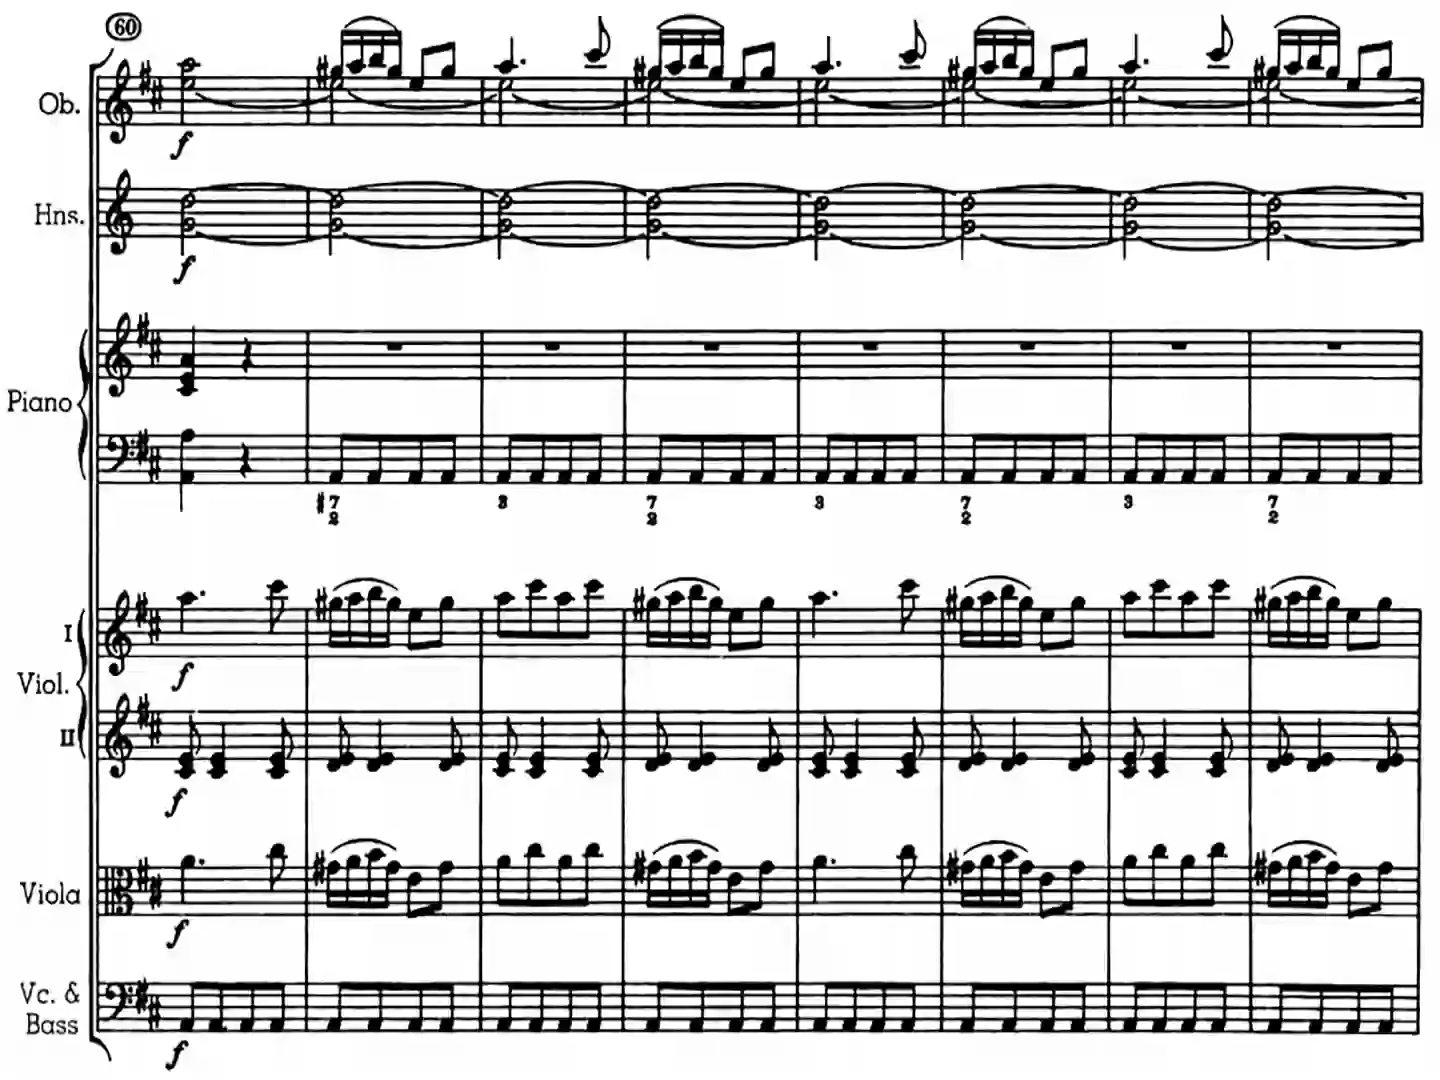 60
Ob.
f
Hns.
f
Piano
♯7 3 7 3 7 3 7
2 2 2 2
I
f
Viol.
II
f
Viola
f
Vc. &
Bass
f